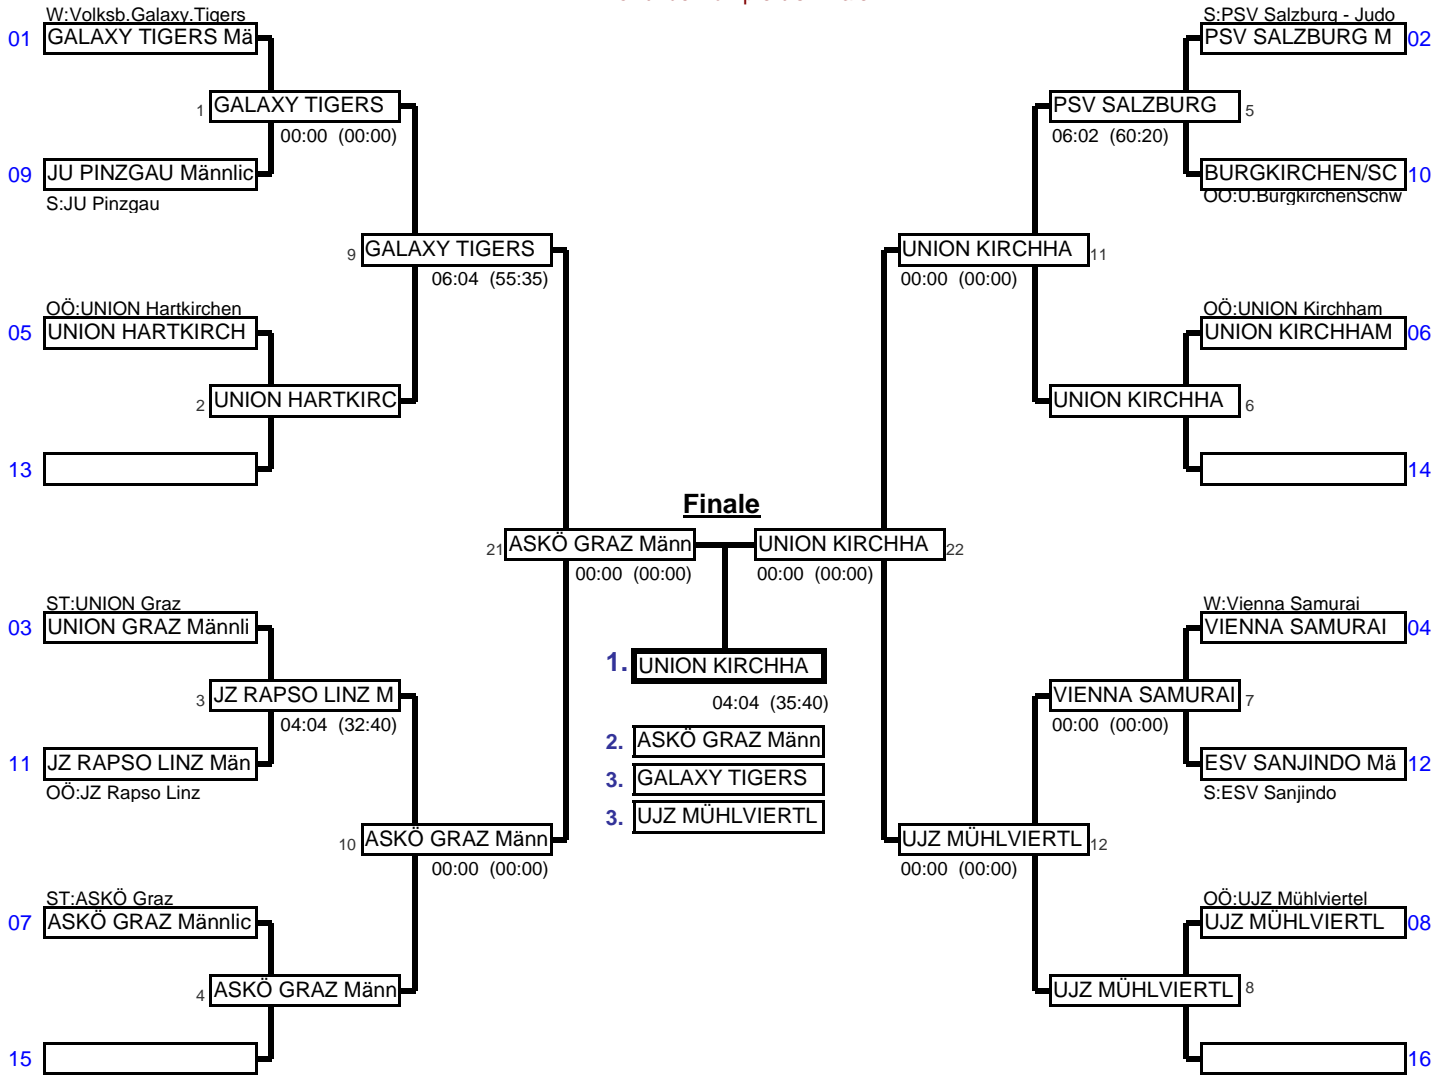 W:Volksb.Galaxy.Tigers
01 GALAXY TIGERS Mä
1 GALAXY TIGERS
00:00 (00:00)
09 JU PINZGAU Männlic
S:JU Pinzgau
9 GALAXY TIGERS
06:04 (55:35)
OÖ:UNION Hartkirchen
05 UNION HARTKIRCH
2 UNION HARTKIRC
13
21 ASKÖ GRAZ Männ
00:00 (00:00)
ST:UNION Graz
03 UNION GRAZ Männli
3 JZ RAPSO LINZ M
04:04 (32:40)
11 JZ RAPSO LINZ Män
OÖ:JZ Rapso Linz
10 ASKÖ GRAZ Männ
00:00 (00:00)
ST:ASKÖ Graz
07 ASKÖ GRAZ Männlic
4 ASKÖ GRAZ Männ
15
Finale
1. UNION KIRCHHA
04:04 (35:40)
2. ASKÖ GRAZ Männ
3. GALAXY TIGERS
3. UJZ MÜHLVIERTL
S:PSV Salzburg - Judo
PSV SALZBURG M 02
PSV SALZBURG 5
06:02 (60:20)
BURGKIRCHEN/SC 10
OÖ:U.BurgkirchenSchw
UNION KIRCHHA 11
00:00 (00:00)
OÖ:UNION Kirchham
UNION KIRCHHAM 06
UNION KIRCHHA 6
14
UNION KIRCHHA 22
00:00 (00:00)
W:Vienna Samurai
VIENNA SAMURAI 04
VIENNA SAMURAI 7
00:00 (00:00)
ESV SANJINDO Mä 12
S:ESV Sanjindo
UJZ MÜHLVIERTL 12
00:00 (00:00)
OÖ:UJZ Mühlviertel
UJZ MÜHLVIERTL 08
UJZ MÜHLVIERTL 8
16